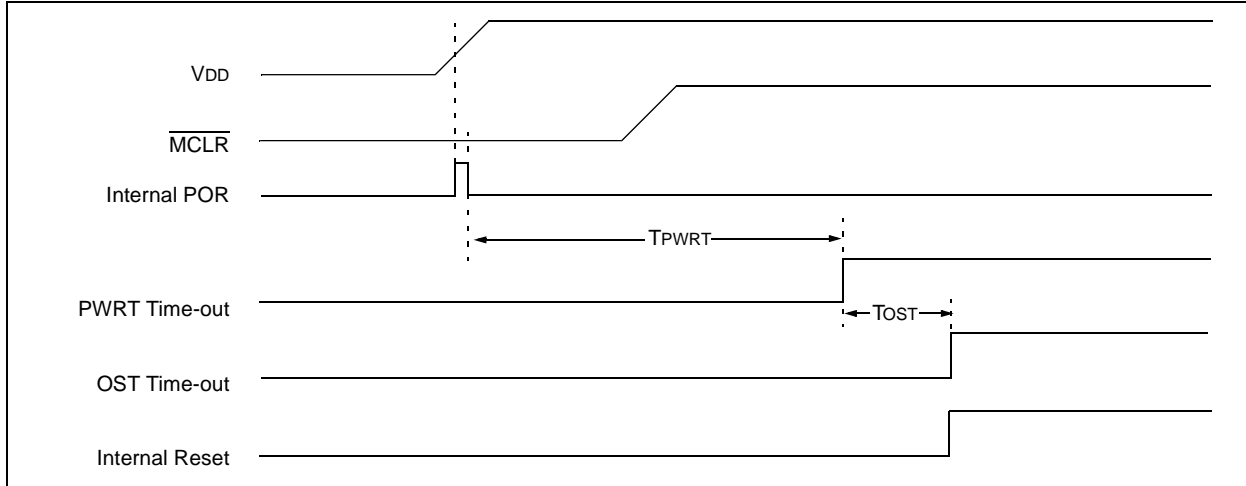 VDD
MCLR
Internal POR
TPWRT
PWRT Time-out
TOST
OST Time-out
Internal Reset